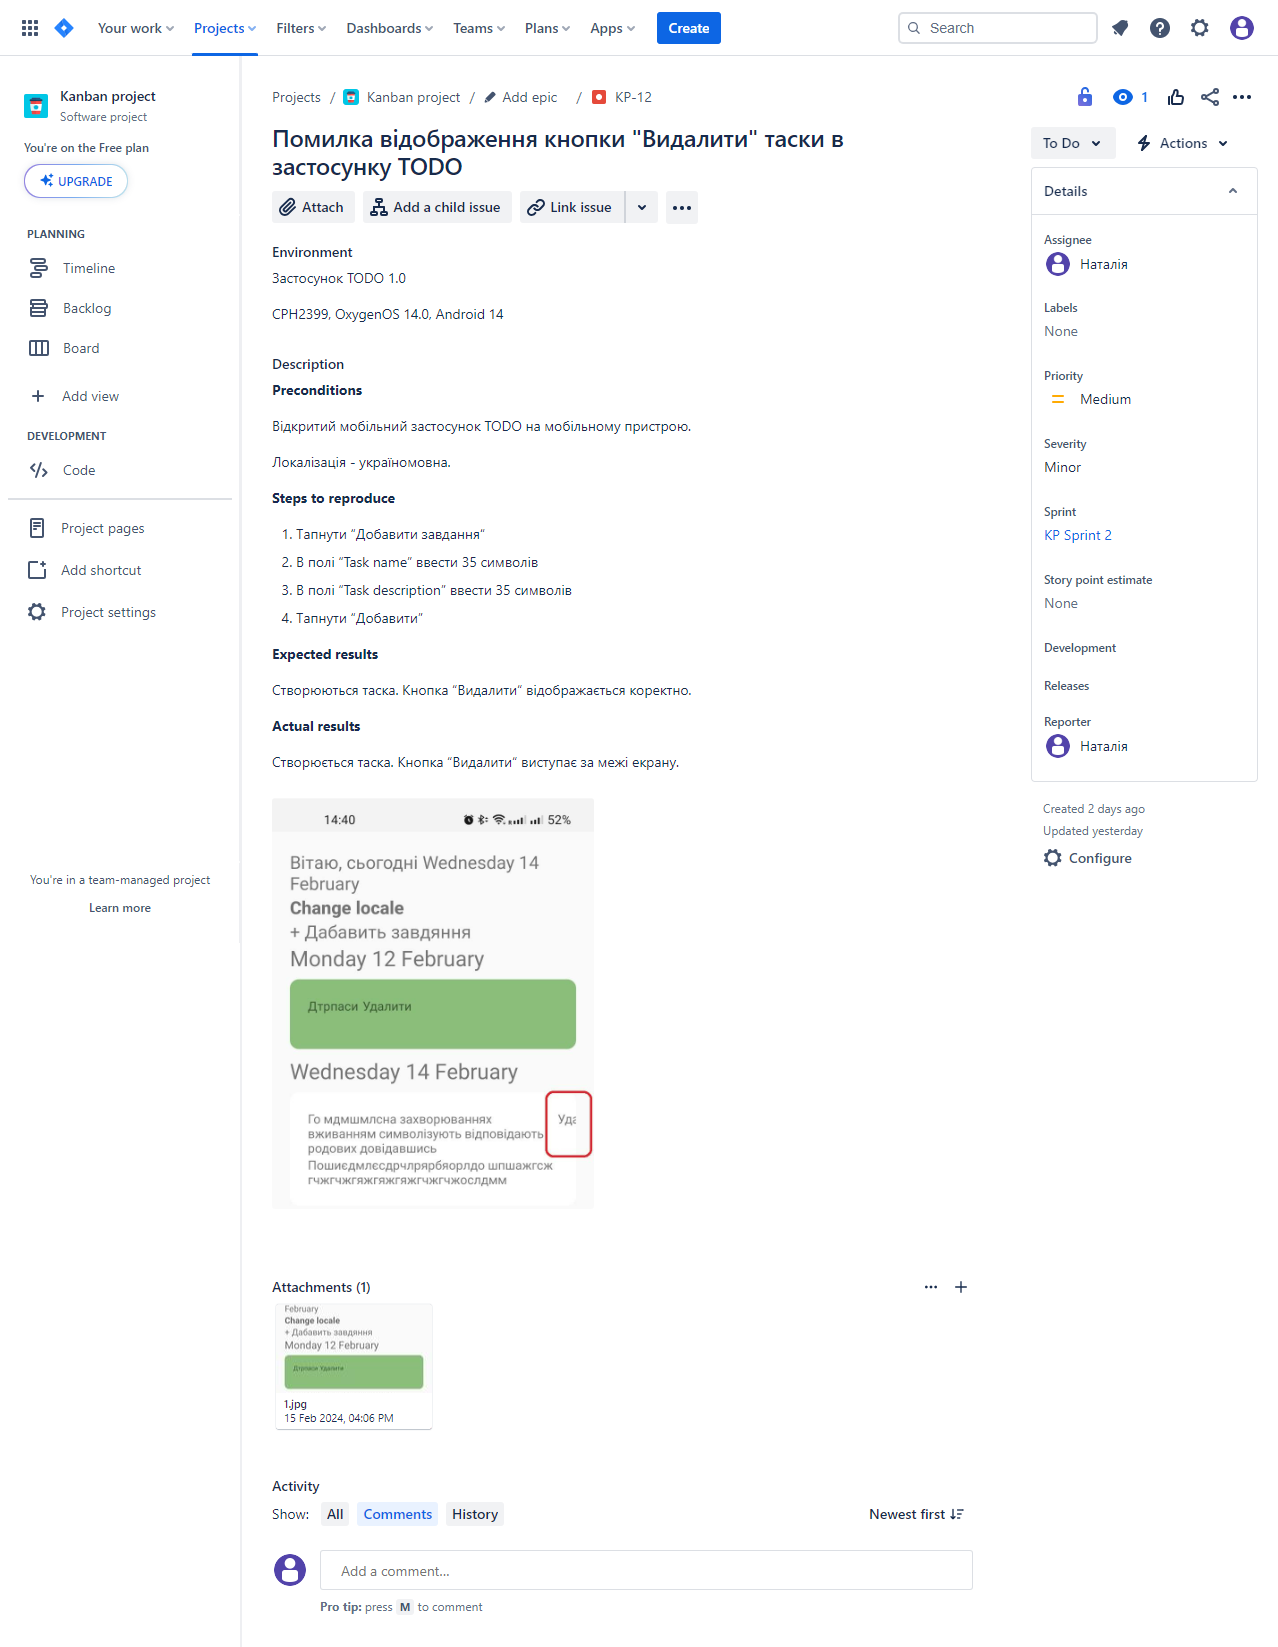 Your work
Projects
Filters
Dashboards
Teams
Plans
Apps
Create
Search
Kanban project
Software project
You're on the Free plan
UPGRADE
PLANNING
Timeline
Backlog
Board
Add view
DEVELOPMENT
Code
Project pages
Add shortcut
Project settings
You're in a team-managed project
Learn more
Projects / Kanban project / Add epic / KP-12
1
Помилка відображення кнопки "Видалити" таски в
застосунку TODO
Attach
Add a child issue
Link issue
Environment
Застосунок TODO 1.0
CPH2399, OxygenOS 14.0, Android 14
Description
Preconditions
Відкритий мобільний застосунок TODO на мобільному пристрою.
Локалізація - україномовна.
Steps to reproduce
1. Тапнути “Добавити завдання”
2. В полі “Task name” ввести 35 символів
3. В полі “Task description” ввести 35 символів
4. Тапнути “Добавити”
Expected results
Створюються таска. Кнопка “Видалити” відображається коректно.
Actual results
Створюється таска. Кнопка “Видалити” виступає за межі екрану.
14:40
52%
Вітаю, сьогодні Wednesday 14
February
Change locale
+ Дабавить завдяння
Monday 12 February
Дтрпаси Удалити
Wednesday 14 February
Го мдмшмлсна захворюваннях
вживанням символізують відповідають
родових довідавшись
Уда
Пошиєдмлєсдрчлрярбяорлдо шпшажгсж
гчжгчжгяжгяжгяжгчжгчжослдмм
Attachments (1)
February
Change locale
+ Дабавить завдяння
Monday 12 February
Дтрпаси Удалити
1.jpg
15 Feb 2024, 04:06 PM
Activity
Show:
All
Comments
History
Newest first
Add a comment...
Pro tip: press M to comment
To Do
Actions
Details
Assignee
Наталія
Labels
None
Priority
Medium
Severity
Minor
Sprint
KP Sprint 2
Story point estimate
None
Development
Releases
Reporter
Наталія
Created 2 days ago
Updated yesterday
Configure